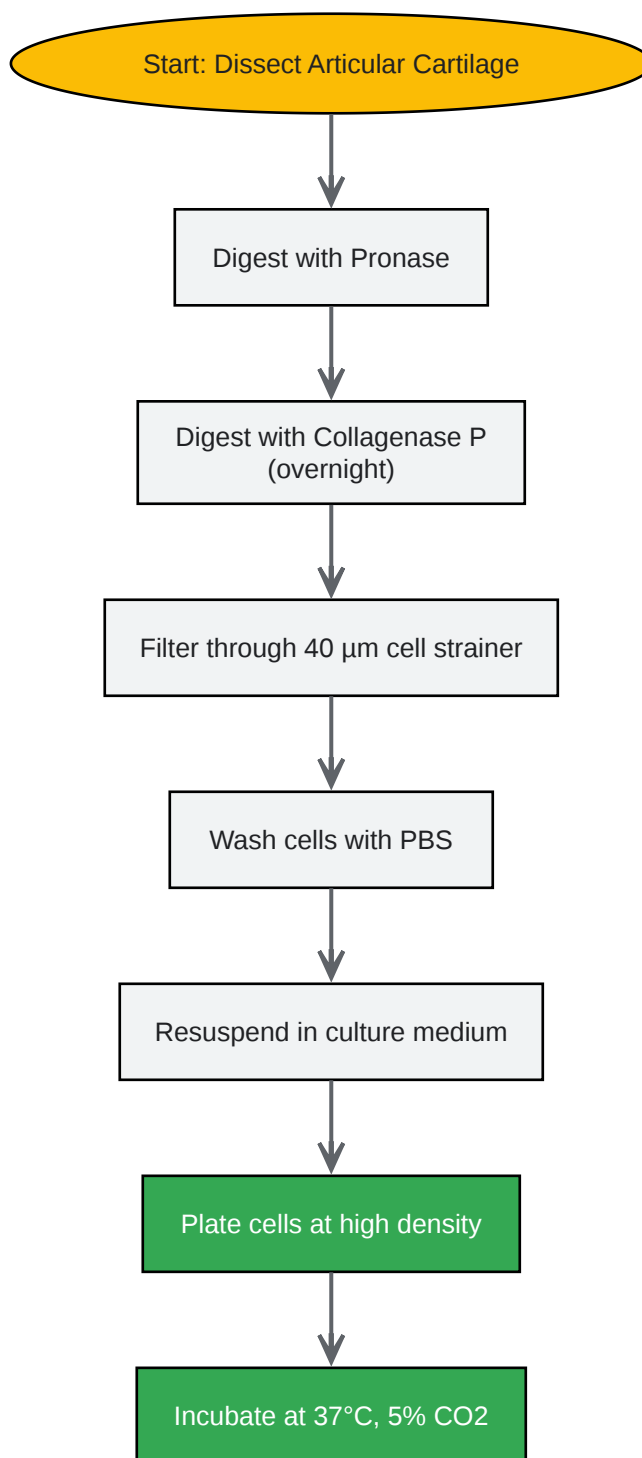 Start: Dissect Articular Cartilage
Digest with Pronase
Digest with Collagenase P
(overnight)
Filter through 40 µm cell strainer
Wash cells with PBS
Resuspend in culture medium
Plate cells at high density
Incubate at 37°C, 5% CO2